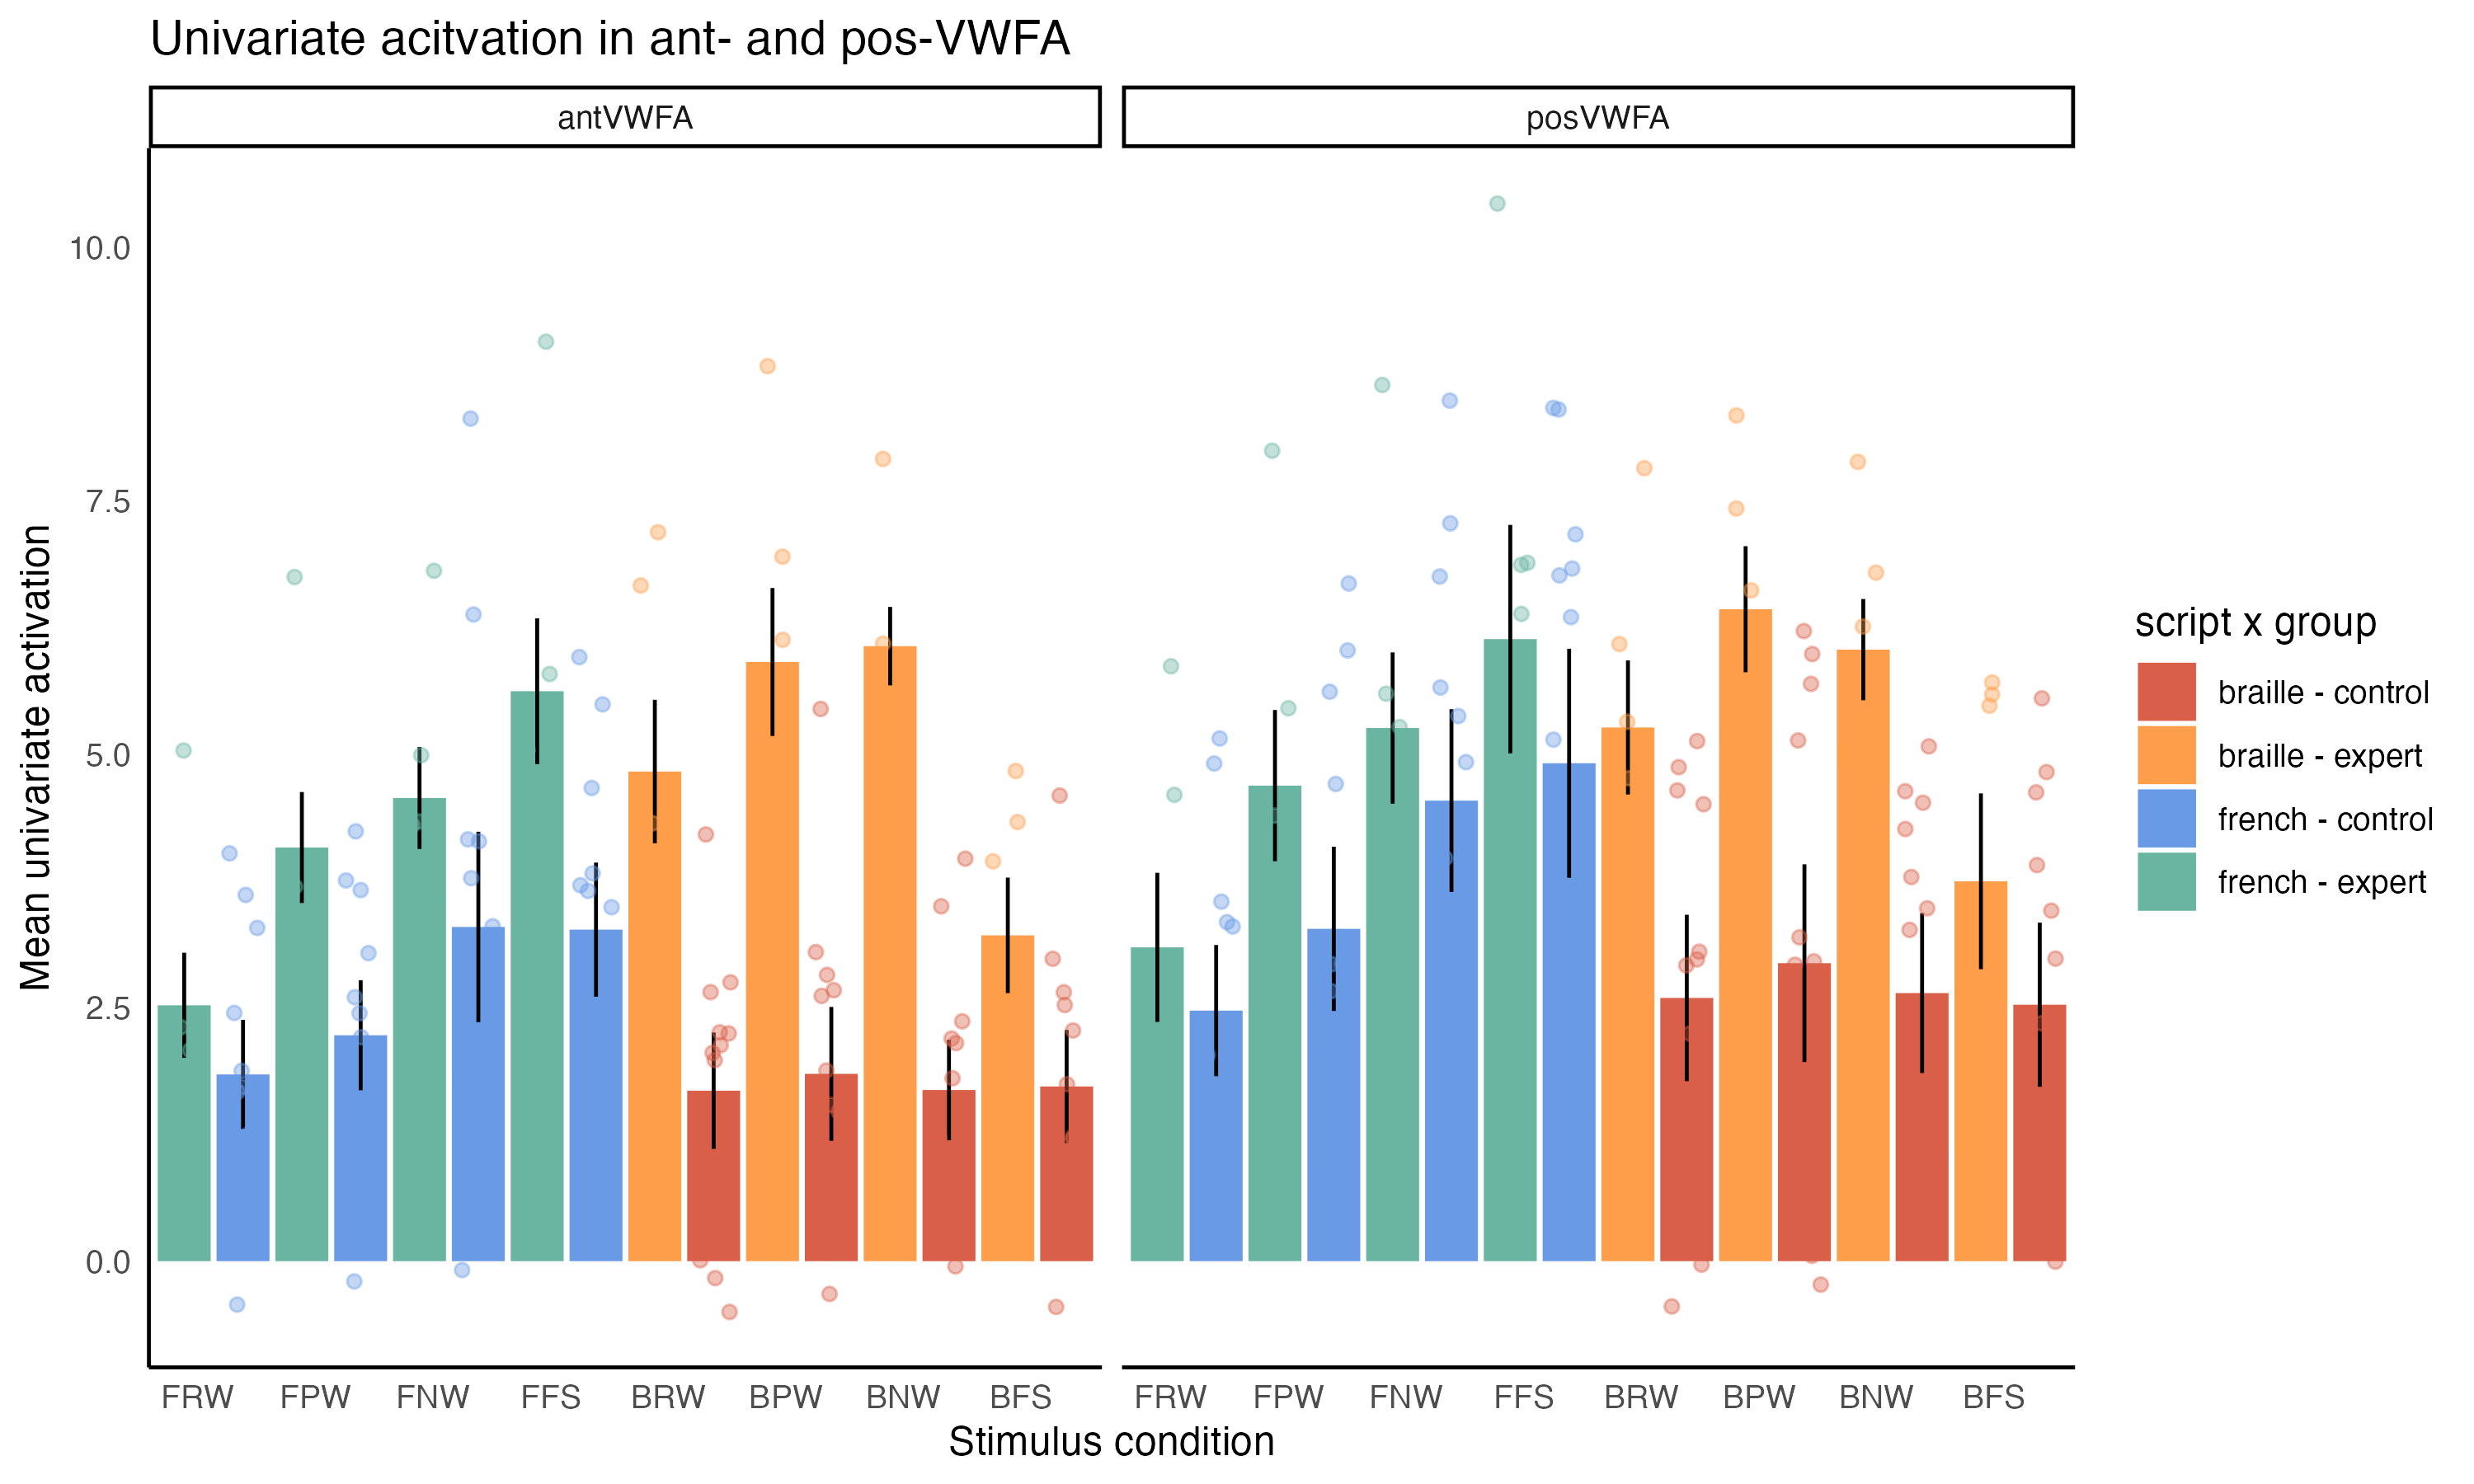 Univariate acitvation in ant- and pos-VWFA
antVWFA
posVWFA
Mean univariate activation
10.0
7.5
5.0
2.5
0.0
FRW FPW FNW FFS BRW BPW BNW BFS
FRW FPW FNW FFS BRW BPW BNW BFS
Stimulus condition
script x group
braille - control
braille - expert
french - control
french - expert